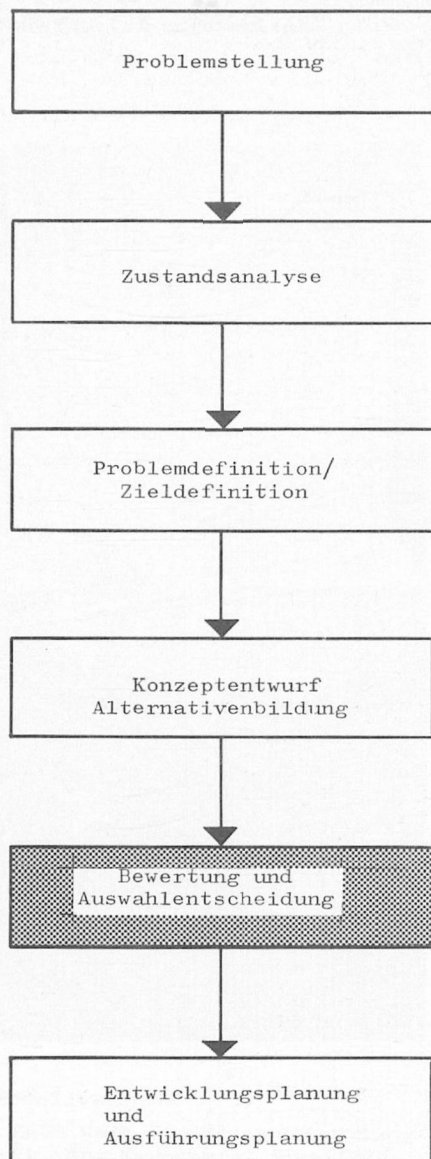 Problemstellung
Zustandsanalyse
Problemdefinition/
Zieldefinition
Konzeptentwurf
Alternativenbildung
Bewertung und
Auswahlentscheidung
Entwicklungsplanung
und
Ausführungsplanung